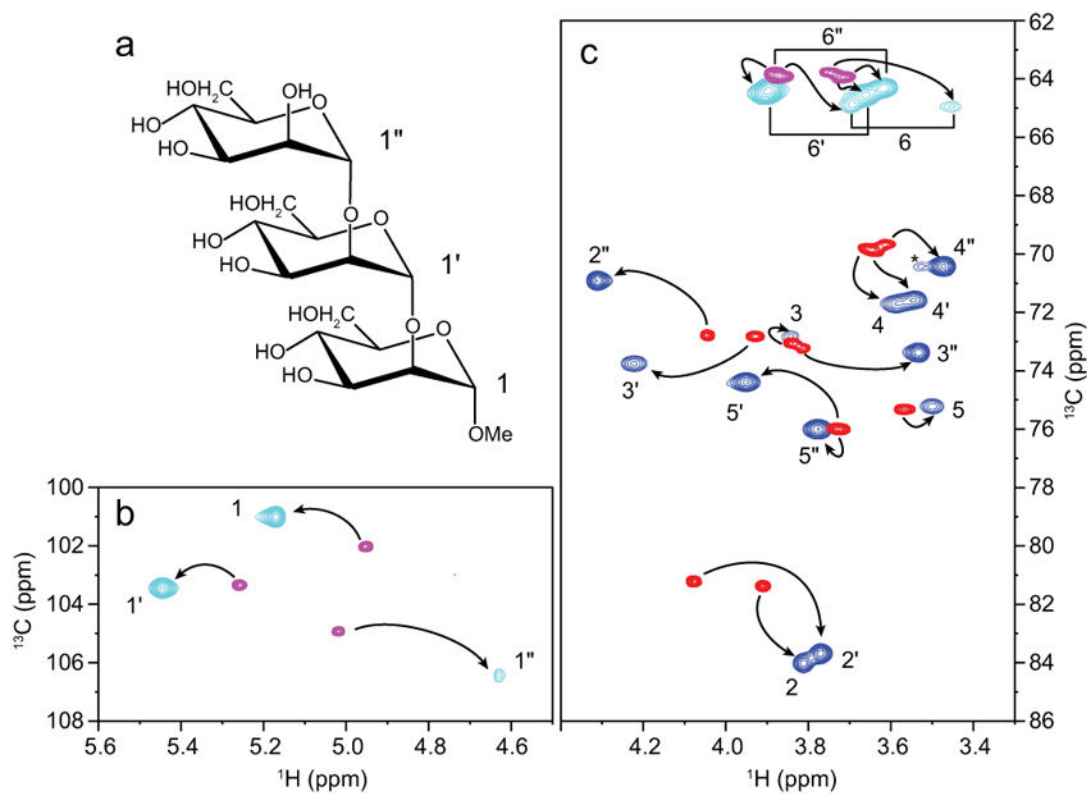 a
HOH₂C
OH
O
HO
HO
1"
HOH₂C
O
O
HO
HO
1'
HOH₂C
O
O
HO
HO
1
OMe
b
100
102
104
106
108
¹³C (ppm)
1
1'
1"
5.6
5.4
5.2
5.0
4.8
4.6
¹H (ppm)
c
6"
6'
6
2"
4"
*
4
4'
3
3"
3'
5'
5
5"
2
2'
62
64
66
68
70
72
74
76
78
80
82
84
86
¹³C (ppm)
4.2
4.0
3.8
3.6
3.4
¹H (ppm)